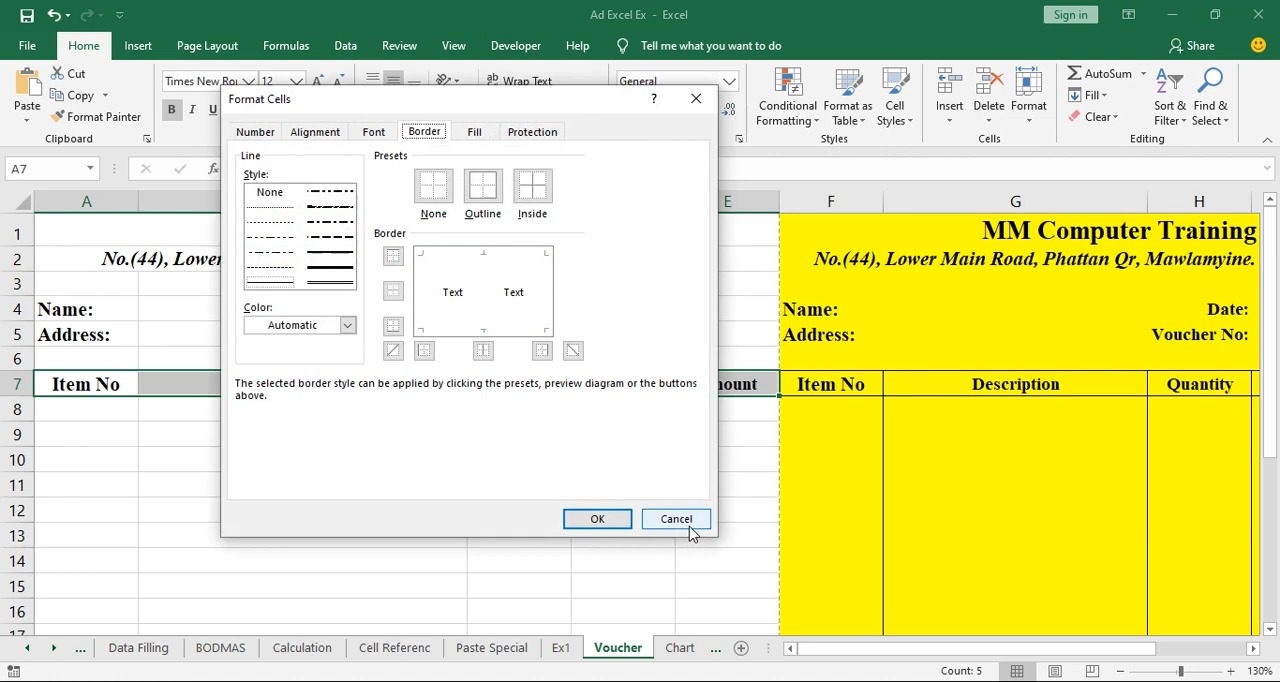 Ad Excel Ex - Excel
Sign in
File Home Insert Page Layout Formulas Data Review View Developer Help Tell me what you want to do Share
Paste
Cut
Copy
Format Painter
Clipboard
Times New Ro 12
B I U
Wrap Text
General
.00
Conditional Formatting
Format as Table
Cell Styles
Styles
Insert Delete Format
Cells
AutoSum
Fill
Clear
Sort & Filter
Find & Select
Editing
A7
fx
Format Cells
?
Number Alignment Font Border Fill Protection
Line
Style:
None
Color:
Automatic
Presets
None Outline Inside
Border
Text Text
The selected border style can be applied by clicking the presets, preview diagram or the buttons
above.
OK Cancel
A E F G H
1 MM Computer Training
2 No.(44), Lowe No.(44), Lower Main Road, Phattan Qr, Mawlamyine.
3
4 Name: Name: Date:
5 Address: Address: Voucher No:
6
7 Item No mount Item No Description Quantity
8
9
10
11
12
13
14
15
16
17
... Data Filling BODMAS Calculation Cell Referenc Paste Special Ex1 Voucher Chart ...
Count: 5 130%